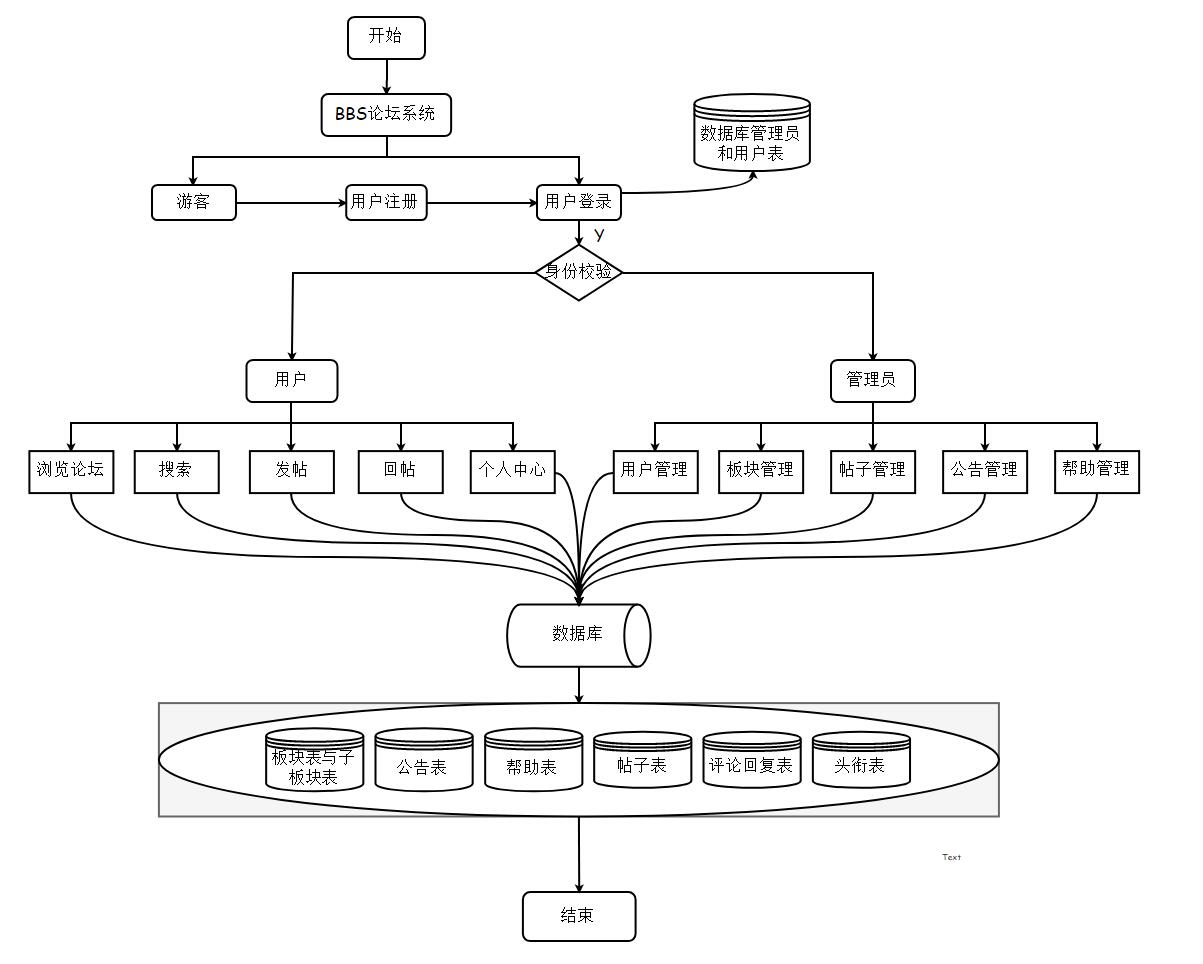 开始
BBS论坛系统
数据库管理员
和用户表
游客
用户注册
用户登录
Y
身份校验
用户
管理员
浏览论坛
搜索
发帖
回帖
个人中心
用户管理
板块管理
帖子管理
公告管理
帮助管理
数据库
板块表与子
板块表
公告表
帮助表
帖子表
评论回复表
头衔表
Text
结束